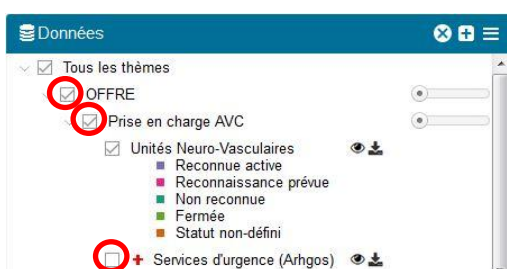 Données
Tous les thèmes
OFFRE
Prise en charge AVC
Unités Neuro-Vasculaires
Reconnue active
Reconnaissance prévue
Non reconnue
Fermée
Statut non-défini
Services d'urgence (Arhgos)